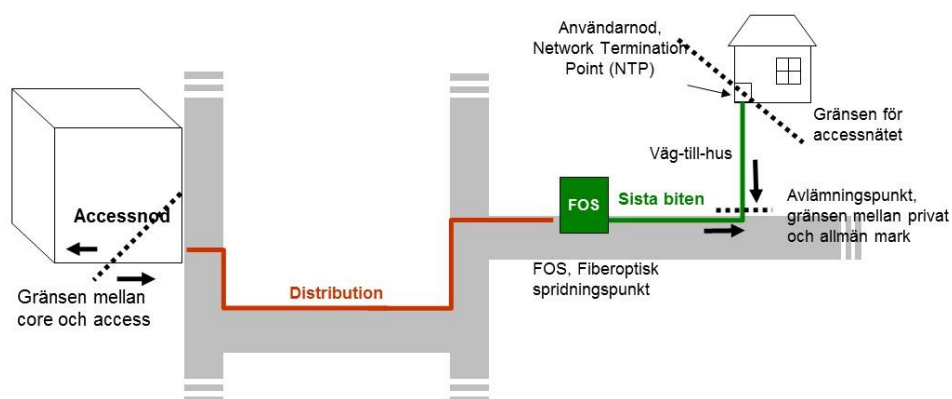 Användarnod,
Network Termination
Point (NTP)
Gränsen för
accessnätet
Väg-till-hus
Accessnod
FOS
Sista biten
Avlämningspunkt,
gränsen mellan privat
och allmän mark
FOS, Fiberoptisk
spridningspunkt
Distribution
Gränsen mellan
core och access